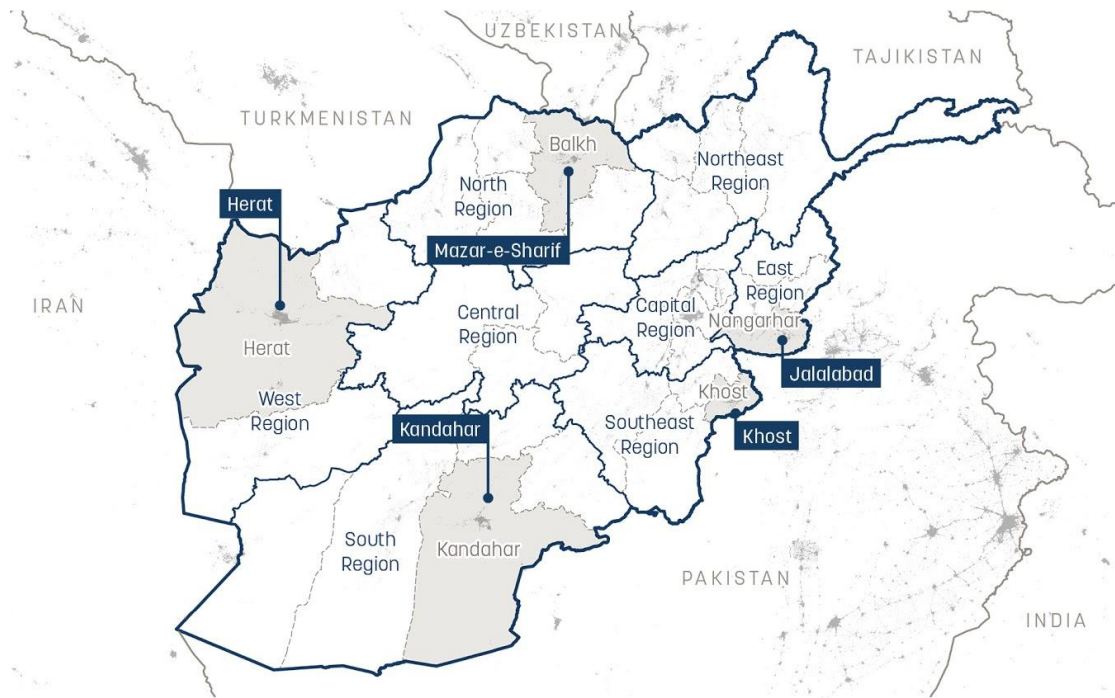 UZBEKISTAN
TAJIKISTAN
TURKMENISTAN
Balkh
Northeast
Region
North
Region
Herat
Mazar-e-Sharif
East
Region
IRAN
Central
Region
Capital
Region
Nangarhar
Herat
Jalalabad
Khost
West
Region
Kandahar
Southeast
Region
Khost
South
Region
Kandahar
PAKISTAN
INDIA